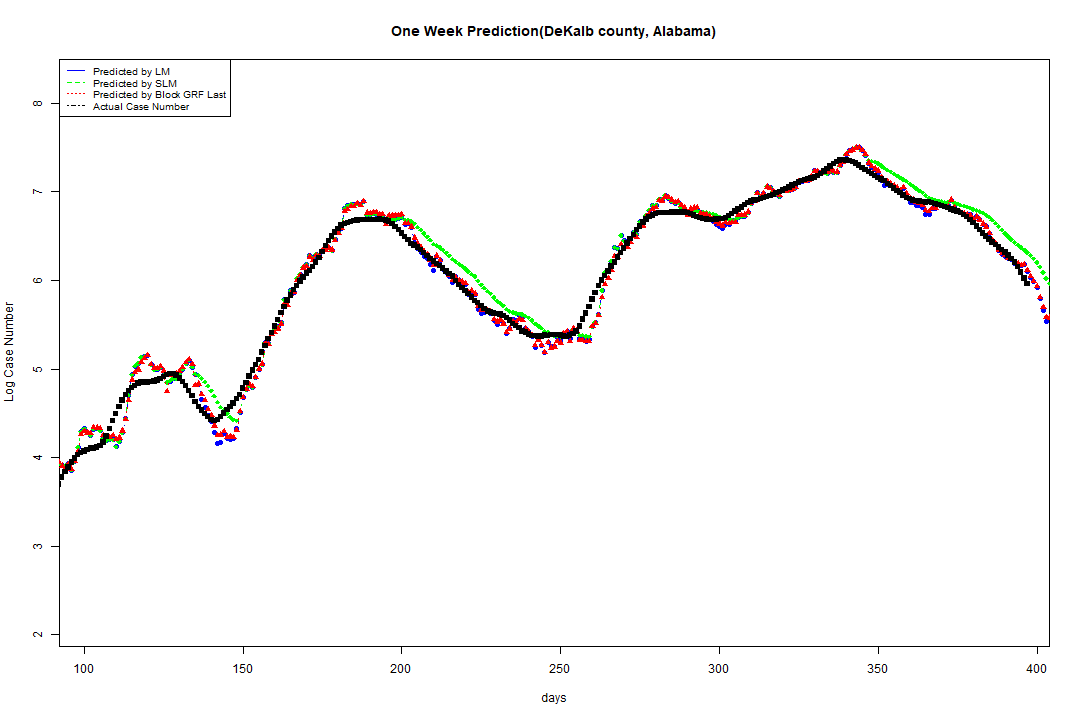 One Week Prediction(DeKalb county, Alabama)
Predicted by LM
Predicted by SLM
Predicted by Block GRF Last
Actual Case Number
8
7
6
5
4
3
2
Log Case Number
100 150 200 250 300 350 400
days